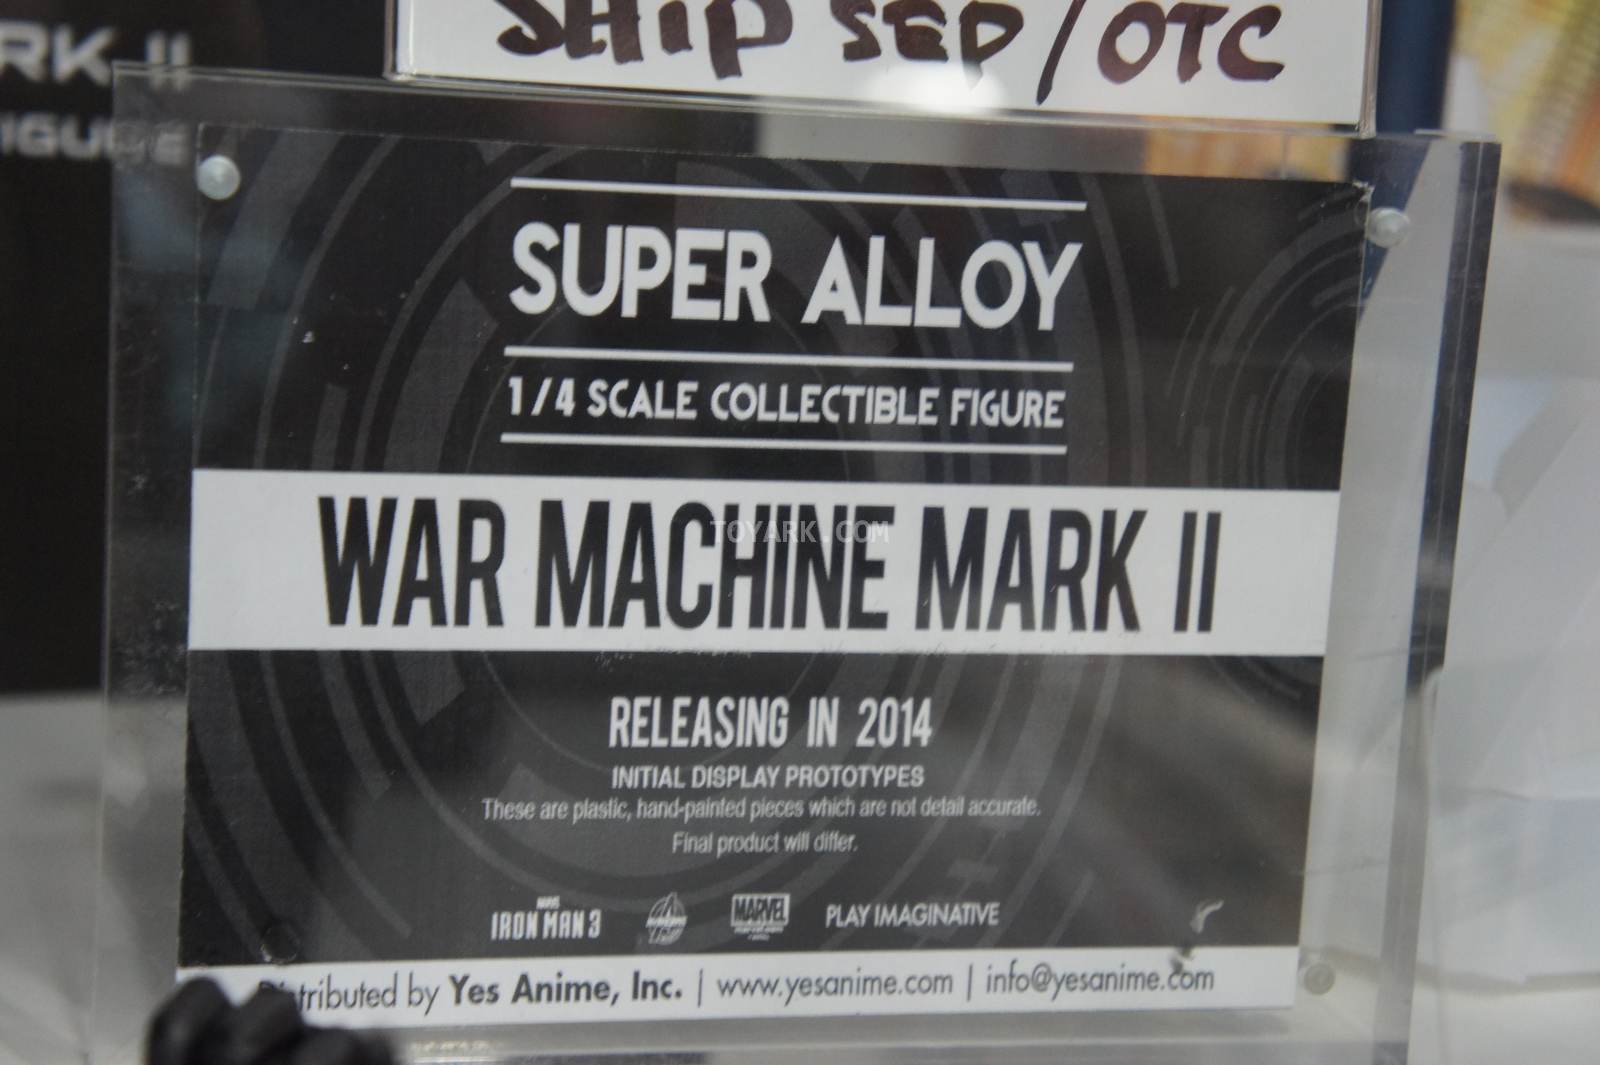 SHIP SEP/OTC
RK II
IGURE
SUPER ALLOY
1/4 SCALE COLLECTIBLE FIGURE
WAR MACHINE MARK II
TOYARK.COM
RELEASING IN 2014
INITIAL DISPLAY PROTOTYPES
These are plastic, hand-painted pieces which are not detail accurate.
Final product will differ.
MARVEL
IRON MAN 3
MARVEL
PLAY IMAGINATIVE
Distributed by Yes Anime, Inc. | www.yesanime.com | info@yesanime.com